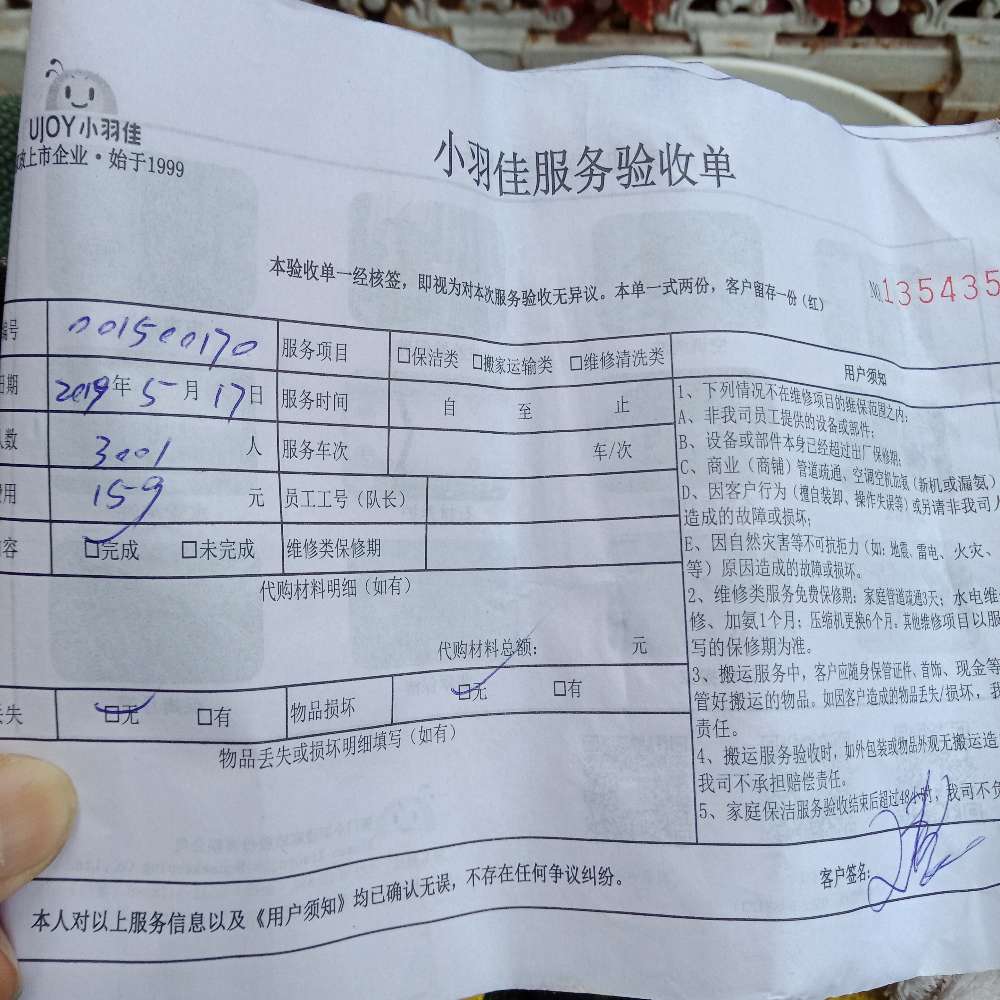 UJOY小羽佳
上市企业·始于1999
小羽佳服务验收单
本验收单一经核签，即视为对本次服务验收无异议。本单一式两份，客户留存一份（红）
№135435
编号 001500170 服务项目 □保洁类 □搬家运输类 □维修清洗类
日期 2019年5月17日 服务时间 自 至 止
人数 3001 人 服务车次 车/次
费用 159 元 员工工号（队长）
内容 □完成 □未完成 维修类保修期
代购材料明细（如有）
代购材料总额： 元
丢失 □无 □有 物品损坏 □无 □有
物品丢失或损坏明细填写（如有）
用户须知
1、下列情况不在维修项目的维保范围之内：
A、非我司员工提供的设备或部件；
B、设备或部件本身已经超过出厂保修期；
C、商业（商铺）管道疏通、空调空机加氨（新机或漏氨）
D、因客户行为（擅自装卸、操作失误等）或另请非我司人
造成的故障或损坏；
E、因自然灾害等不可抗拒力（如：地震、雷电、火灾、
等）原因造成的故障或损坏。
2、维修类服务免费保修期：家庭管道疏通3天；水电维
修、加氨1个月；压缩机更换6个月。其他维修项目以服
写的保修期为准。
3、搬运服务中，客户应随身保管证件、首饰、现金等
管好搬运的物品。如因客户造成的物品丢失/损坏，我
责任。
4、搬运服务验收时，如外包装或物品外观无搬运造
我司不承担赔偿责任。
5、家庭保洁服务验收结束后超过48小时，我司不负
客户签名：
本人对以上服务信息以及《用户须知》均已确认无误，不存在任何争议纠纷。